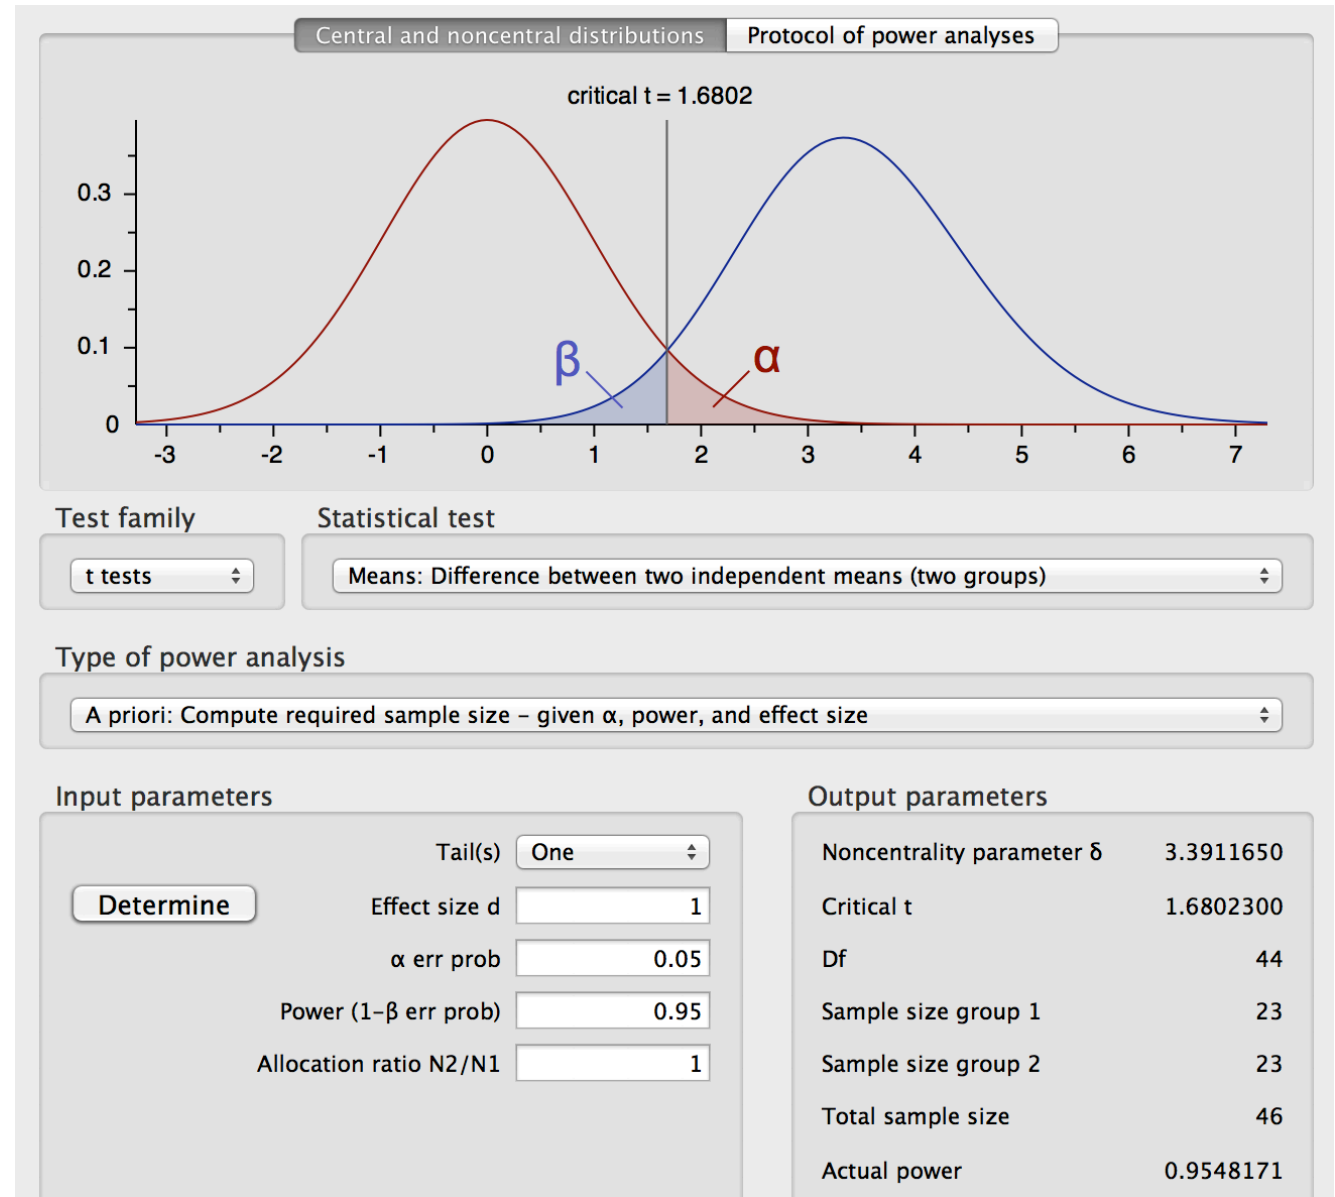 Central and noncentral distributions Protocol of power analyses
critical t = 1.6802
0.3
0.2
0.1
0
β
α
-3 -2 -1 0 1 2 3 4 5 6 7
Test family Statistical test
t tests Means: Difference between two independent means (two groups)
Type of power analysis
A priori: Compute required sample size – given α, power, and effect size
Input parameters
Tail(s) One
Determine Effect size d 1
α err prob 0.05
Power (1–β err prob) 0.95
Allocation ratio N2/N1 1
Output parameters
Noncentrality parameter δ 3.3911650
Critical t 1.6802300
Df 44
Sample size group 1 23
Sample size group 2 23
Total sample size 46
Actual power 0.9548171